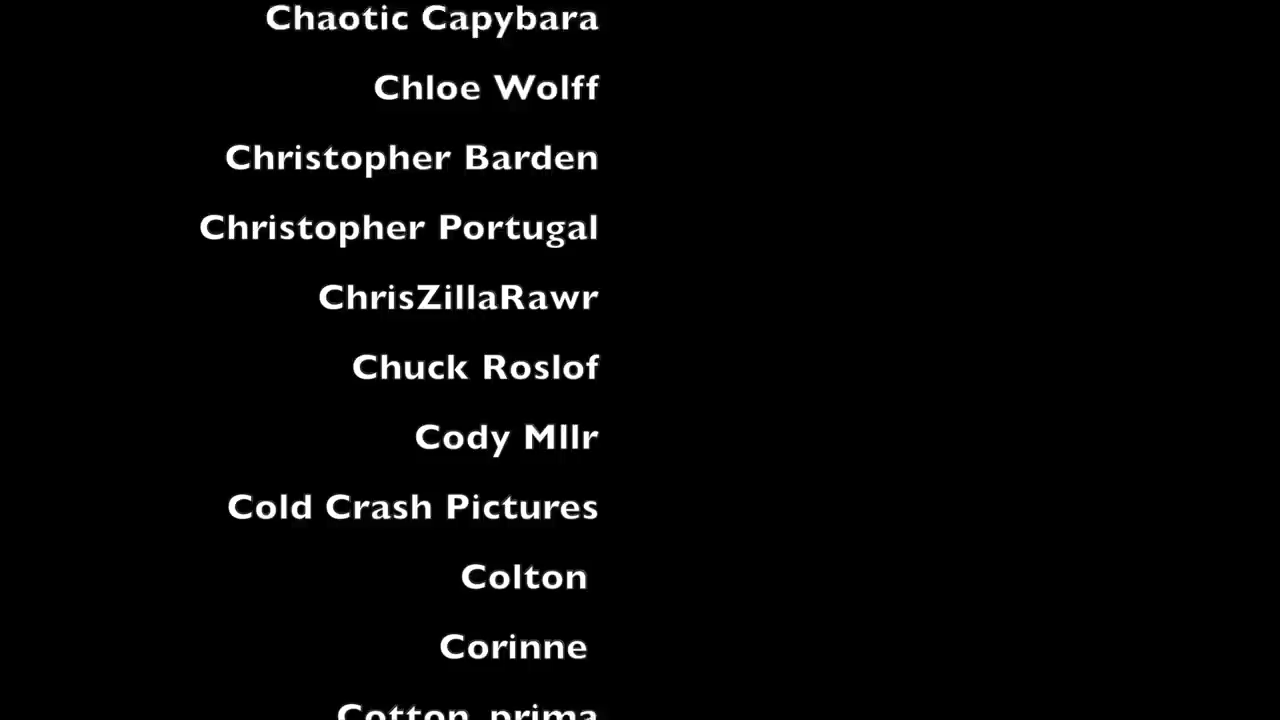 Chaotic Capybara
Chloe Wolff
Christopher Barden
Christopher Portugal
ChrisZillaRawr
Chuck Roslof
Cody Mllr
Cold Crash Pictures
Colton
Corinne
Cotton prima